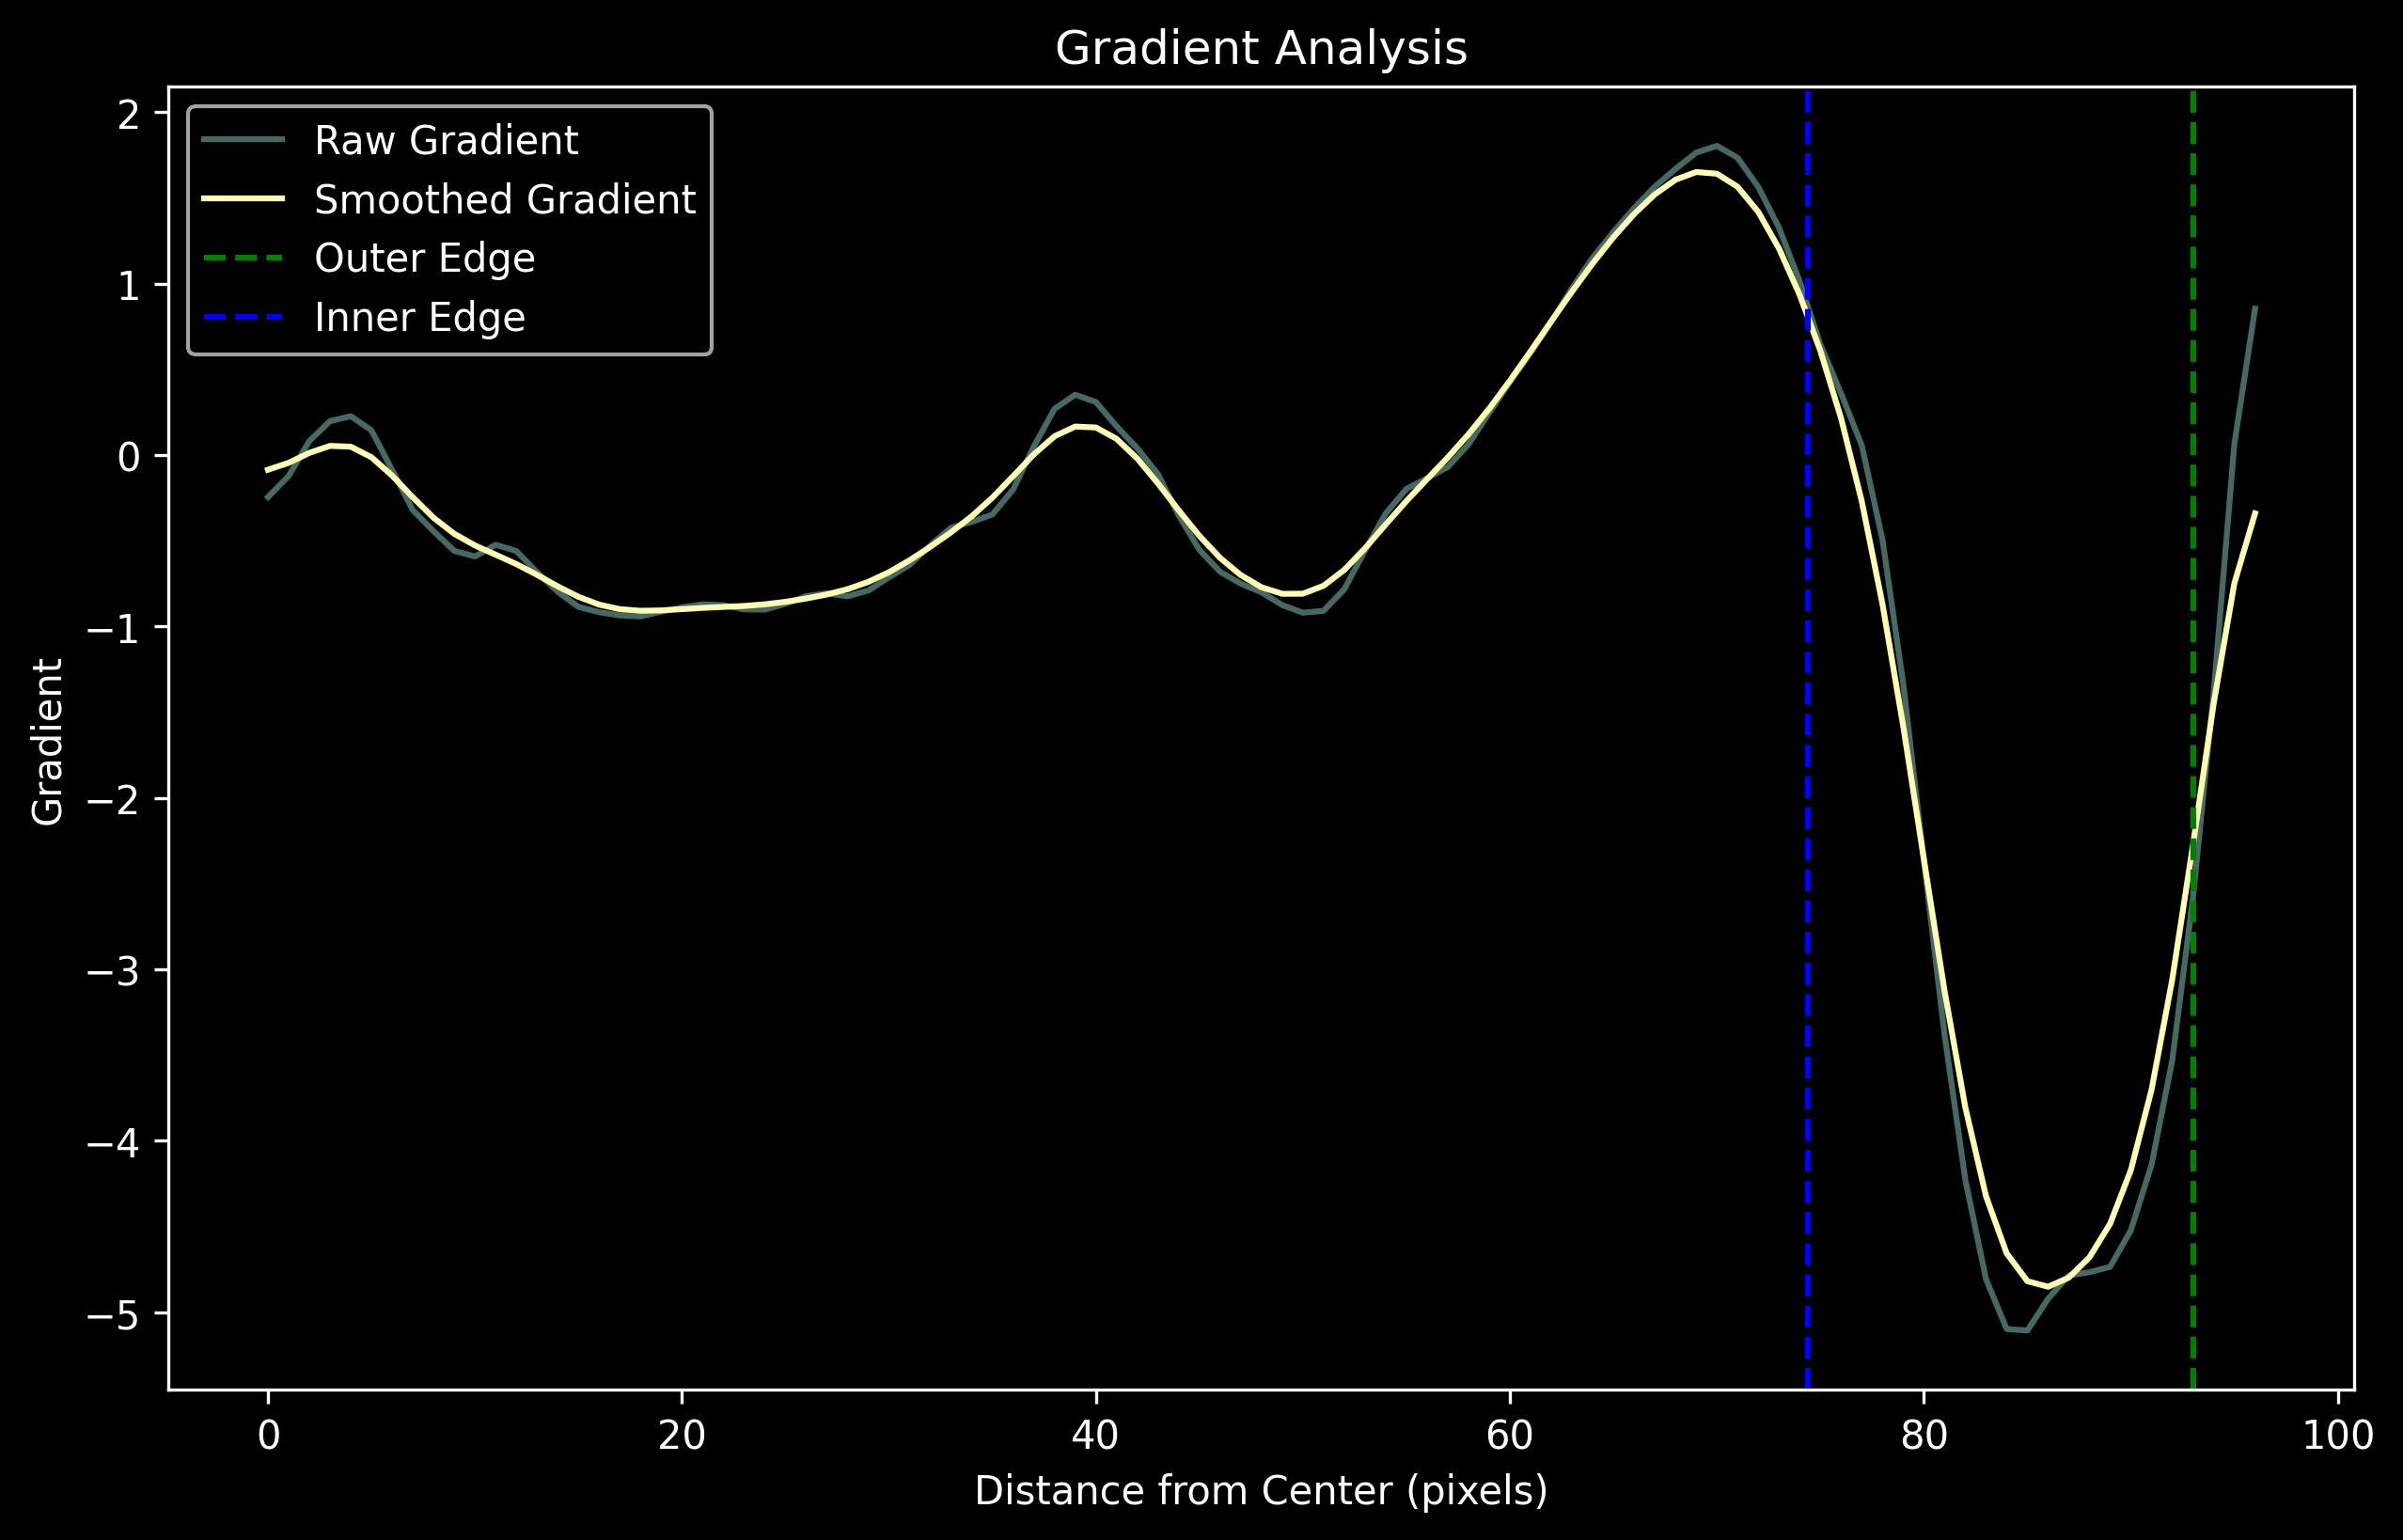 Gradient Analysis
Raw Gradient
Smoothed Gradient
Outer Edge
Inner Edge
2
1
0
−1
−2
−3
−4
−5
Gradient
0 20 40 60 80 100
Distance from Center (pixels)